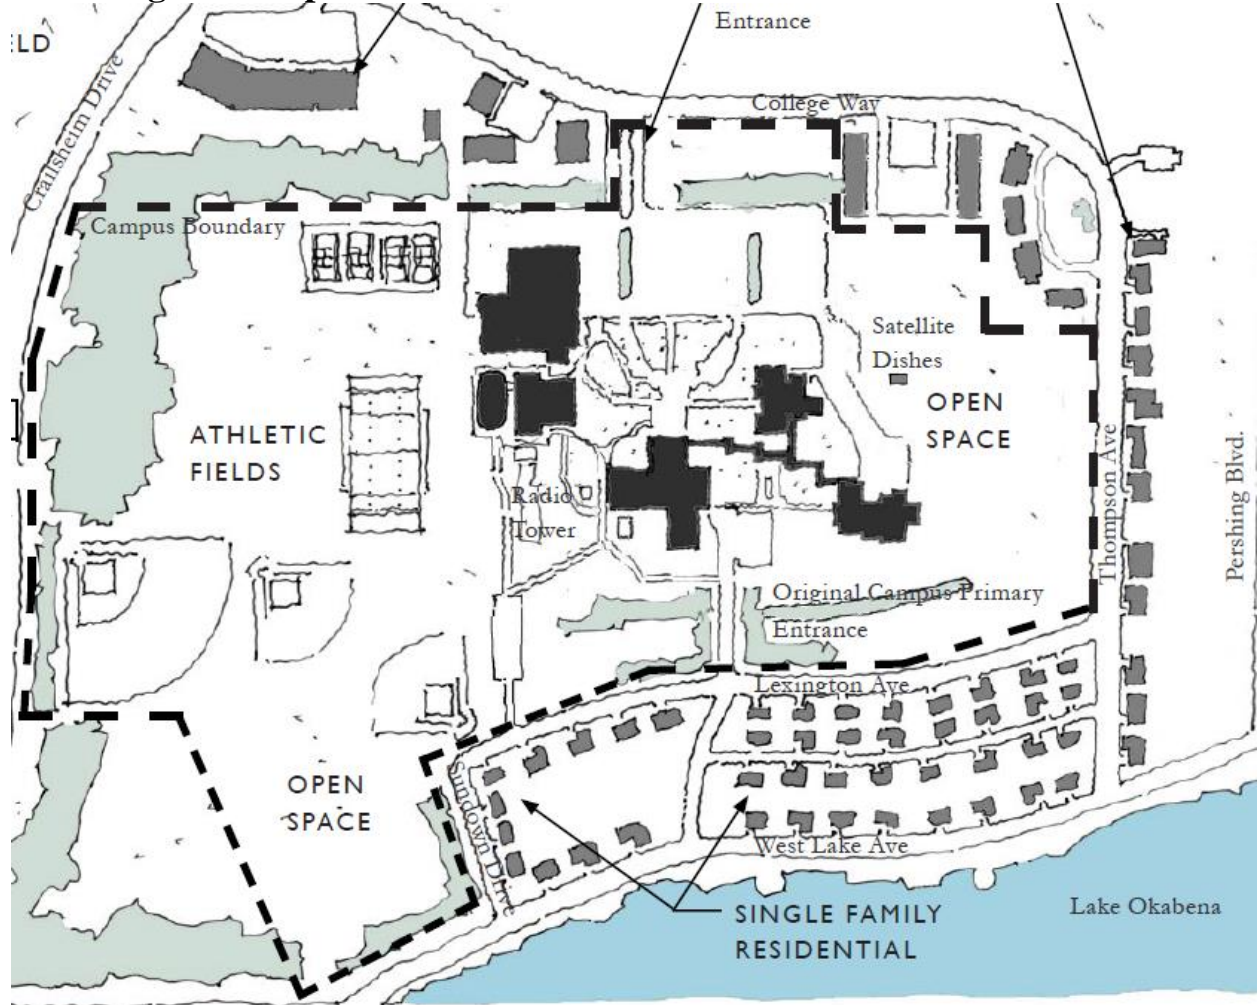 Entrance
ELD
College Way
Crailsheim Drive
Campus Boundary
Satellite
Dishes
OPEN
SPACE
ATHLETIC
FIELDS
Thompson Ave
Pershing Blvd.
Radio
Tower
Original Campus Primary
Entrance
Lexington Ave
OPEN
SPACE
Sundown Drive
West Lake Ave
SINGLE FAMILY
RESIDENTIAL
Lake Okabena